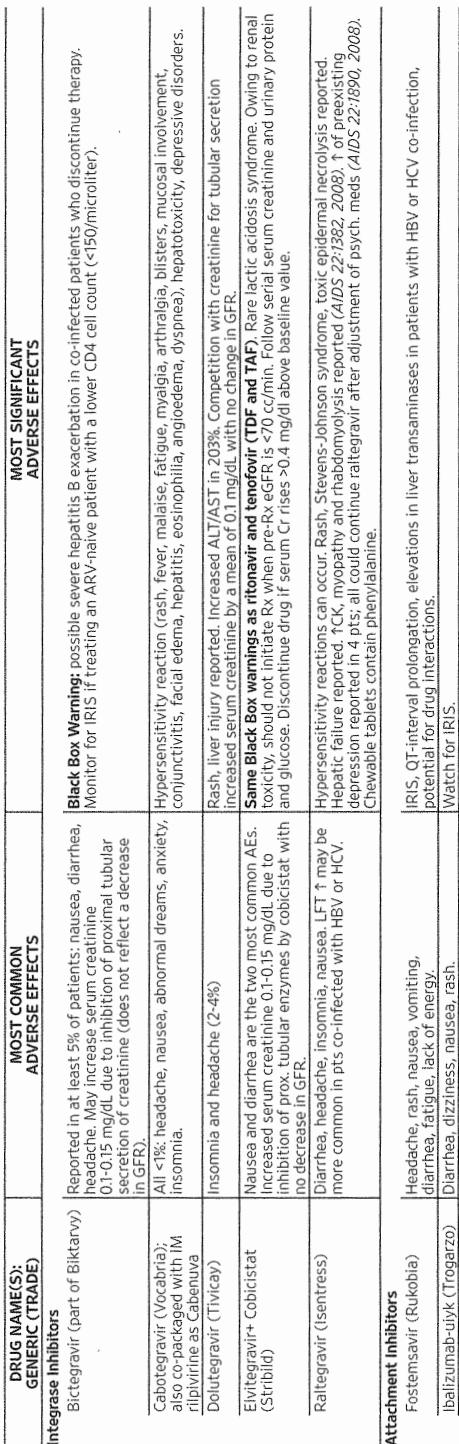 DRUG NAME(S):
GENERIC (TRADE)
MOST COMMON
ADVERSE EFFECTS
MOST SIGNIFICANT
ADVERSE EFFECTS
Integrase Inhibitors
Bictegravir (part of Biktarvy)
Reported in at least 5% of patients: nausea, diarrhea,
headache. May increase serum creatinine
0.1-0.15 mg/dL due to inhibition of proximal tubular
secretion of creatinine (does not reflect a decrease
in GFR).
Black Box Warning: possible severe hepatitis B exacerbation in co-infected patients who discontinue therapy.
Monitor for IRIS if treating an ARV-naive patient with a lower CD4 cell count (<150/microliter).
Cabotegravir (Vocabria);
also co-packaged with IM
rilpivirine as Cabenuva
All <1%: headache, nausea, abnormal dreams, anxiety,
insomnia.
Hypersensitivity reaction (rash, fever, malaise, fatigue, myalgia, arthralgia, blisters, mucosal involvement,
conjunctivitis, facial edema, hepatitis, eosinophilia, angioedema, dyspnea), hepatotoxicity, depressive disorders.
Dolutegravir (Tivicay)
Insomnia and headache (2-4%)
Rash, liver injury reported. Increased ALT/AST in 203%. Competition with creatinine for tubular secretion
increased serum creatinine by a mean of 0.1 mg/dL with no change in GFR.
Elvitegravir+ Cobicistat
(Stribild)
Nausea and diarrhea are the two most common AEs.
Increased serum creatinine 0.1-0.15 mg/dL due to
inhibition of prox. tubular enzymes by cobicistat with
no decrease in GFR.
Same Black Box warnings as ritonavir and tenofovir (TDF and TAF). Rare lactic acidosis syndrome. Owing to renal
toxicity, should not initiate Rx when pre-Rx eGFR is <70 cc/min. Follow serial serum creatinine and urinary protein
and glucose. Discontinue drug if serum Cr rises >0.4 mg/dl above baseline value.
Raltegravir (Isentress)
Diarrhea, headache, insomnia, nausea. LFT ↑ may be
more common in pts co-infected with HBV or HCV.
Hypersensitivity reactions can occur. Rash, Stevens-Johnson syndrome, toxic epidermal necrolysis reported.
Hepatic failure reported. ↑CK, myopathy and rhabdomyolysis reported (AIDS 22:1382, 2008). ↑ of preexisting
depression reported in 4 pts; all could continue raltegravir after adjustment of psych. meds (AIDS 22:1890, 2008).
Chewable tablets contain phenylalanine.
Attachment Inhibitors
Fostemsavir (Rukobia)
Headache, rash, nausea, vomiting,
diarrhea, fatigue, lack of energy.
IRIS, QT-interval prolongation, elevations in liver transaminases in patients with HBV or HCV co-infection,
potential for drug interactions.
Ibalizumab-uiyk (Trogarzo)
Diarrhea, dizziness, nausea, rash.
Watch for IRIS.